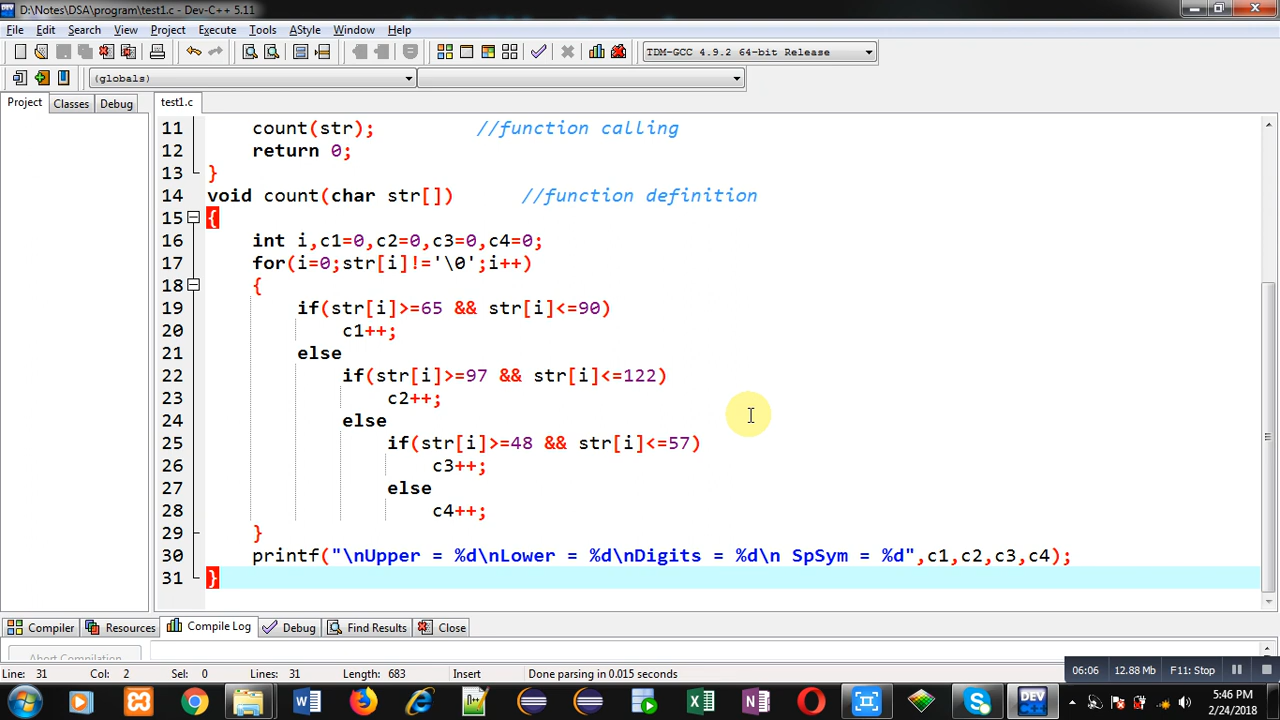 D:\Notes\DSA\program\test1.c - Dev-C++ 5.11
File Edit Search View Project Execute Tools AStyle Window Help
TDM-GCC 4.9.2 64-bit Release
(globals)
Project Classes Debug test1.c
11 count(str); //function calling
12 return 0;
13 }
14 void count(char str[]) //function definition
15 {
16 int i,c1=0,c2=0,c3=0,c4=0;
17 for(i=0;str[i]!='\0';i++)
18 {
19 if(str[i]>=65 && str[i]<=90)
20 c1++;
21 else
22 if(str[i]>=97 && str[i]<=122)
23 c2++;
24 else
25 if(str[i]>=48 && str[i]<=57)
26 c3++;
27 else
28 c4++;
29 }
30 printf("\nUpper = %d\nLower = %d\nDigits = %d\n SpSym = %d",c1,c2,c3,c4);
31 }
Compiler Resources Compile Log Debug Find Results Close
Abort Compilation
Line: 31 Col: 2 Sel: 0 Lines: 31 Length: 683 Insert Done parsing in 0.015 seconds
06:06 12.88 Mb F11: Stop
DEV
5:46 PM
2/24/2018